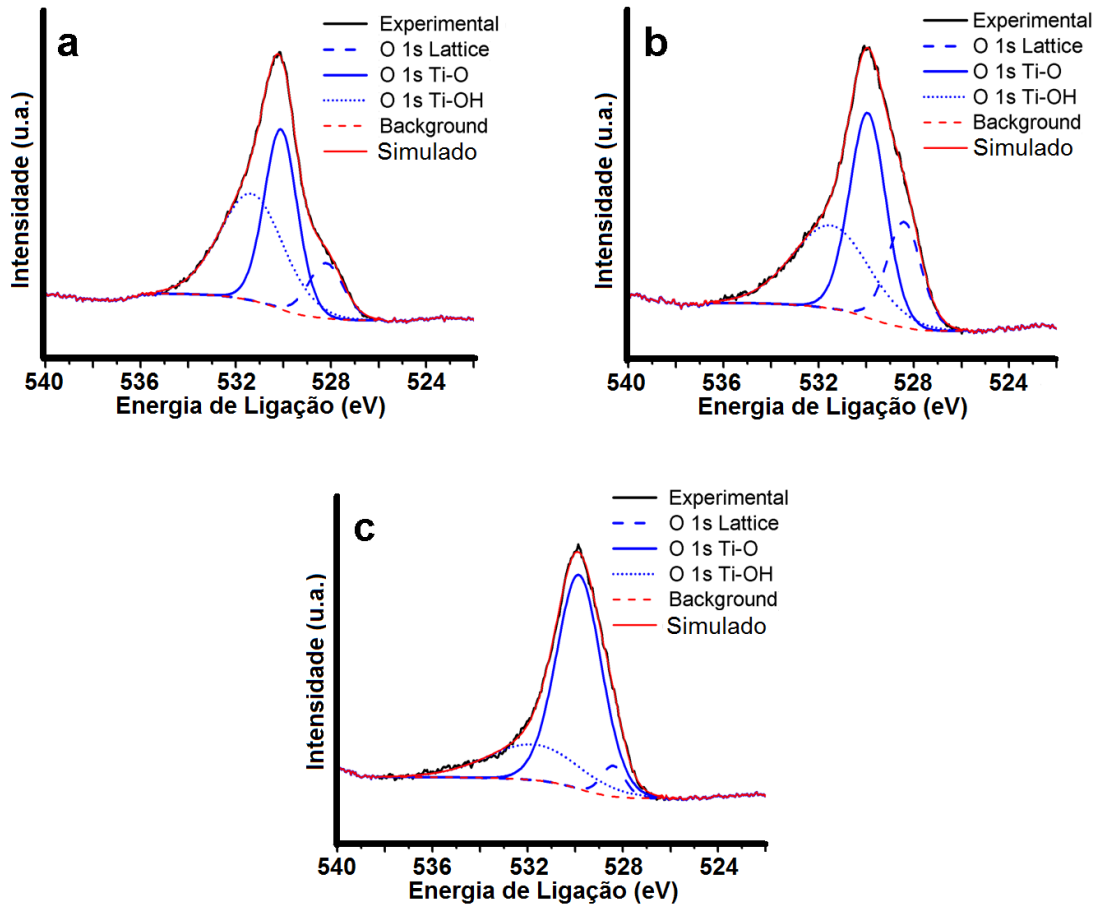 a
Experimental
O 1s Lattice
O 1s Ti-O
O 1s Ti-OH
Background
Simulado
Intensidade (u.a.)
540 536 532 528 524
Energia de Ligação (eV)
b
Experimental
O 1s Lattice
O 1s Ti-O
O 1s Ti-OH
Background
Simulado
Intensidade (u.a.)
540 536 532 528 524
Energia de Ligação (eV)
c
Experimental
O 1s Lattice
O 1s Ti-O
O 1s Ti-OH
Background
Simulado
Intensidade (u.a.)
540 536 532 528 524
Energia de Ligação (eV)